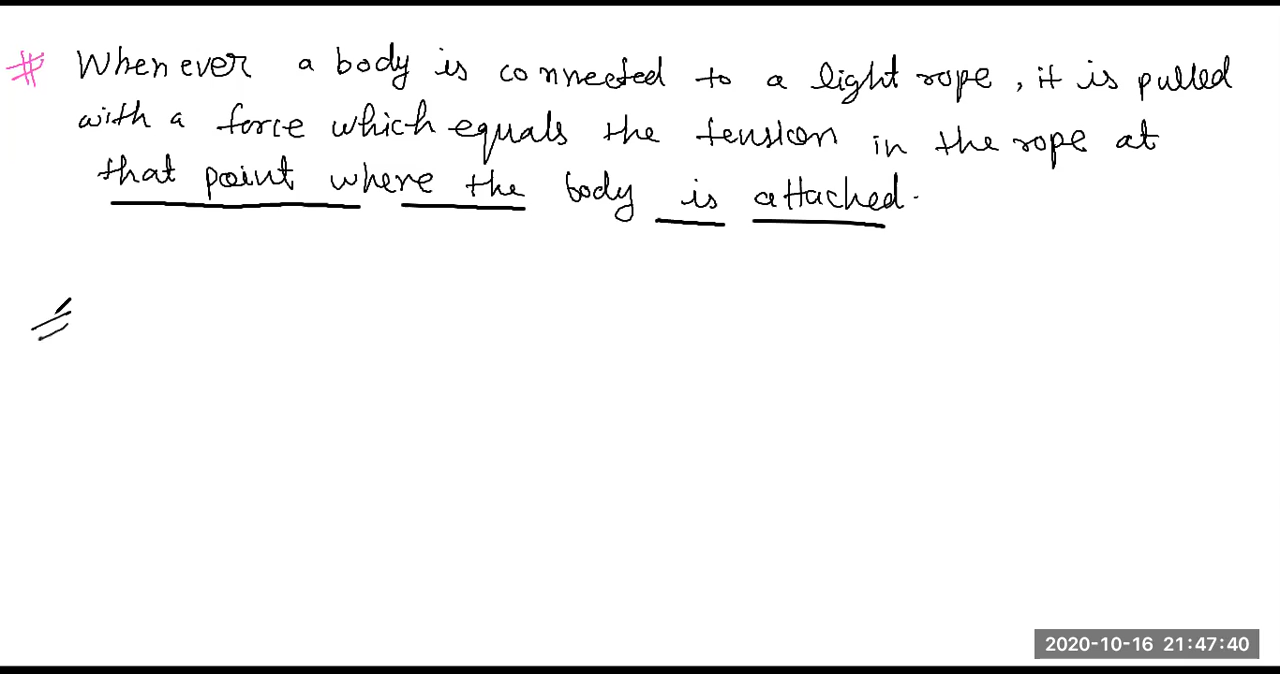 # Whenever a body is connected to a light rope, it is pulled
with a force which equals the tension in the rope at
that point where the body is attached.
2020-10-16 21:47:40